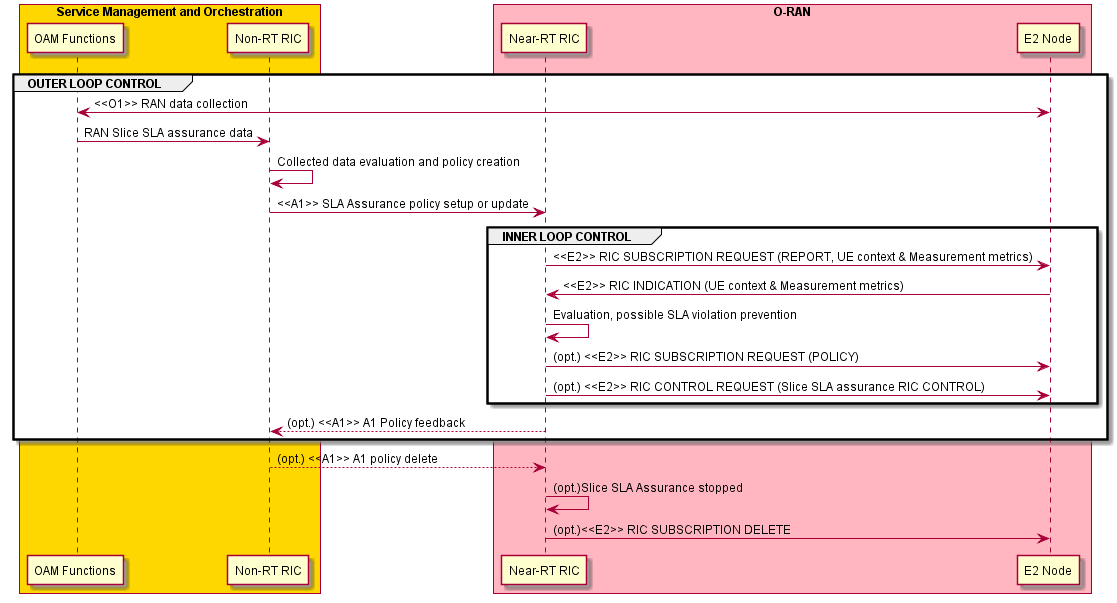 Service Management and Orchestration
O-RAN
OAM Functions
Non-RT RIC
Near-RT RIC
E2 Node
OUTER LOOP CONTROL
<<O1>> RAN data collection
RAN Slice SLA assurance data
Collected data evaluation and policy creation
<<A1>> SLA Assurance policy setup or update
INNER LOOP CONTROL
<<E2>> RIC SUBSCRIPTION REQUEST (REPORT, UE context & Measurement metrics)
<<E2>> RIC INDICATION (UE context & Measurement metrics)
Evaluation, possible SLA violation prevention
(opt.) <<E2>> RIC SUBSCRIPTION REQUEST (POLICY)
(opt.) <<E2>> RIC CONTROL REQUEST (Slice SLA assurance RIC CONTROL)
(opt.) <<A1>> A1 Policy feedback
(opt.) <<A1>> A1 policy delete
(opt.)Slice SLA Assurance stopped
(opt.)<<E2>> RIC SUBSCRIPTION DELETE
OAM Functions
Non-RT RIC
Near-RT RIC
E2 Node